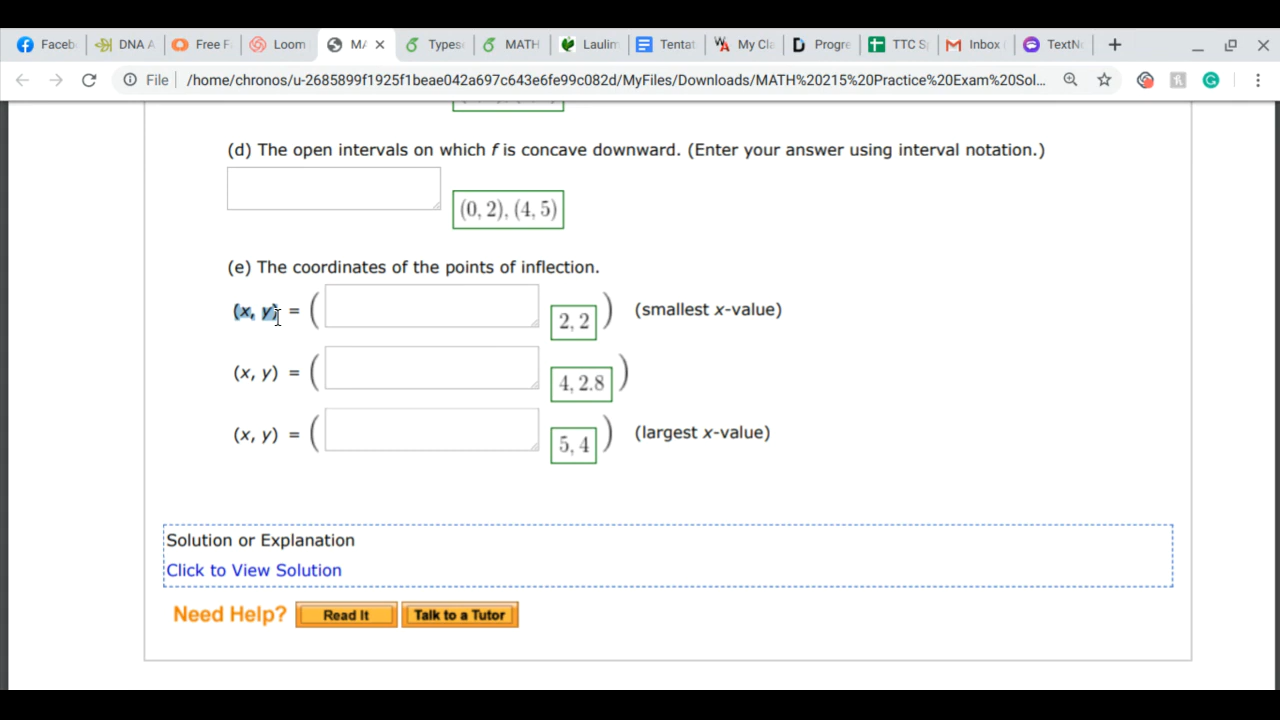 Faceb DNA A Free F Loom MA Typese MATH Laulim Tentat My Cla Progre TTC S Inbox TextN
File /home/chronos/u-2685899f1925f1beae042a697c643e6fe99c082d/MyFiles/Downloads/MATH%20215%20Practice%20Exam%20Sol...
(d) The open intervals on which f is concave downward. (Enter your answer using interval notation.)
(0, 2), (4, 5)
(e) The coordinates of the points of inflection.
(x, y) = ( 2, 2 ) (smallest x-value)
(x, y) = ( 4, 2.8 )
(x, y) = ( 5, 4 ) (largest x-value)
Solution or Explanation
Click to View Solution
Need Help? Read It Talk to a Tutor